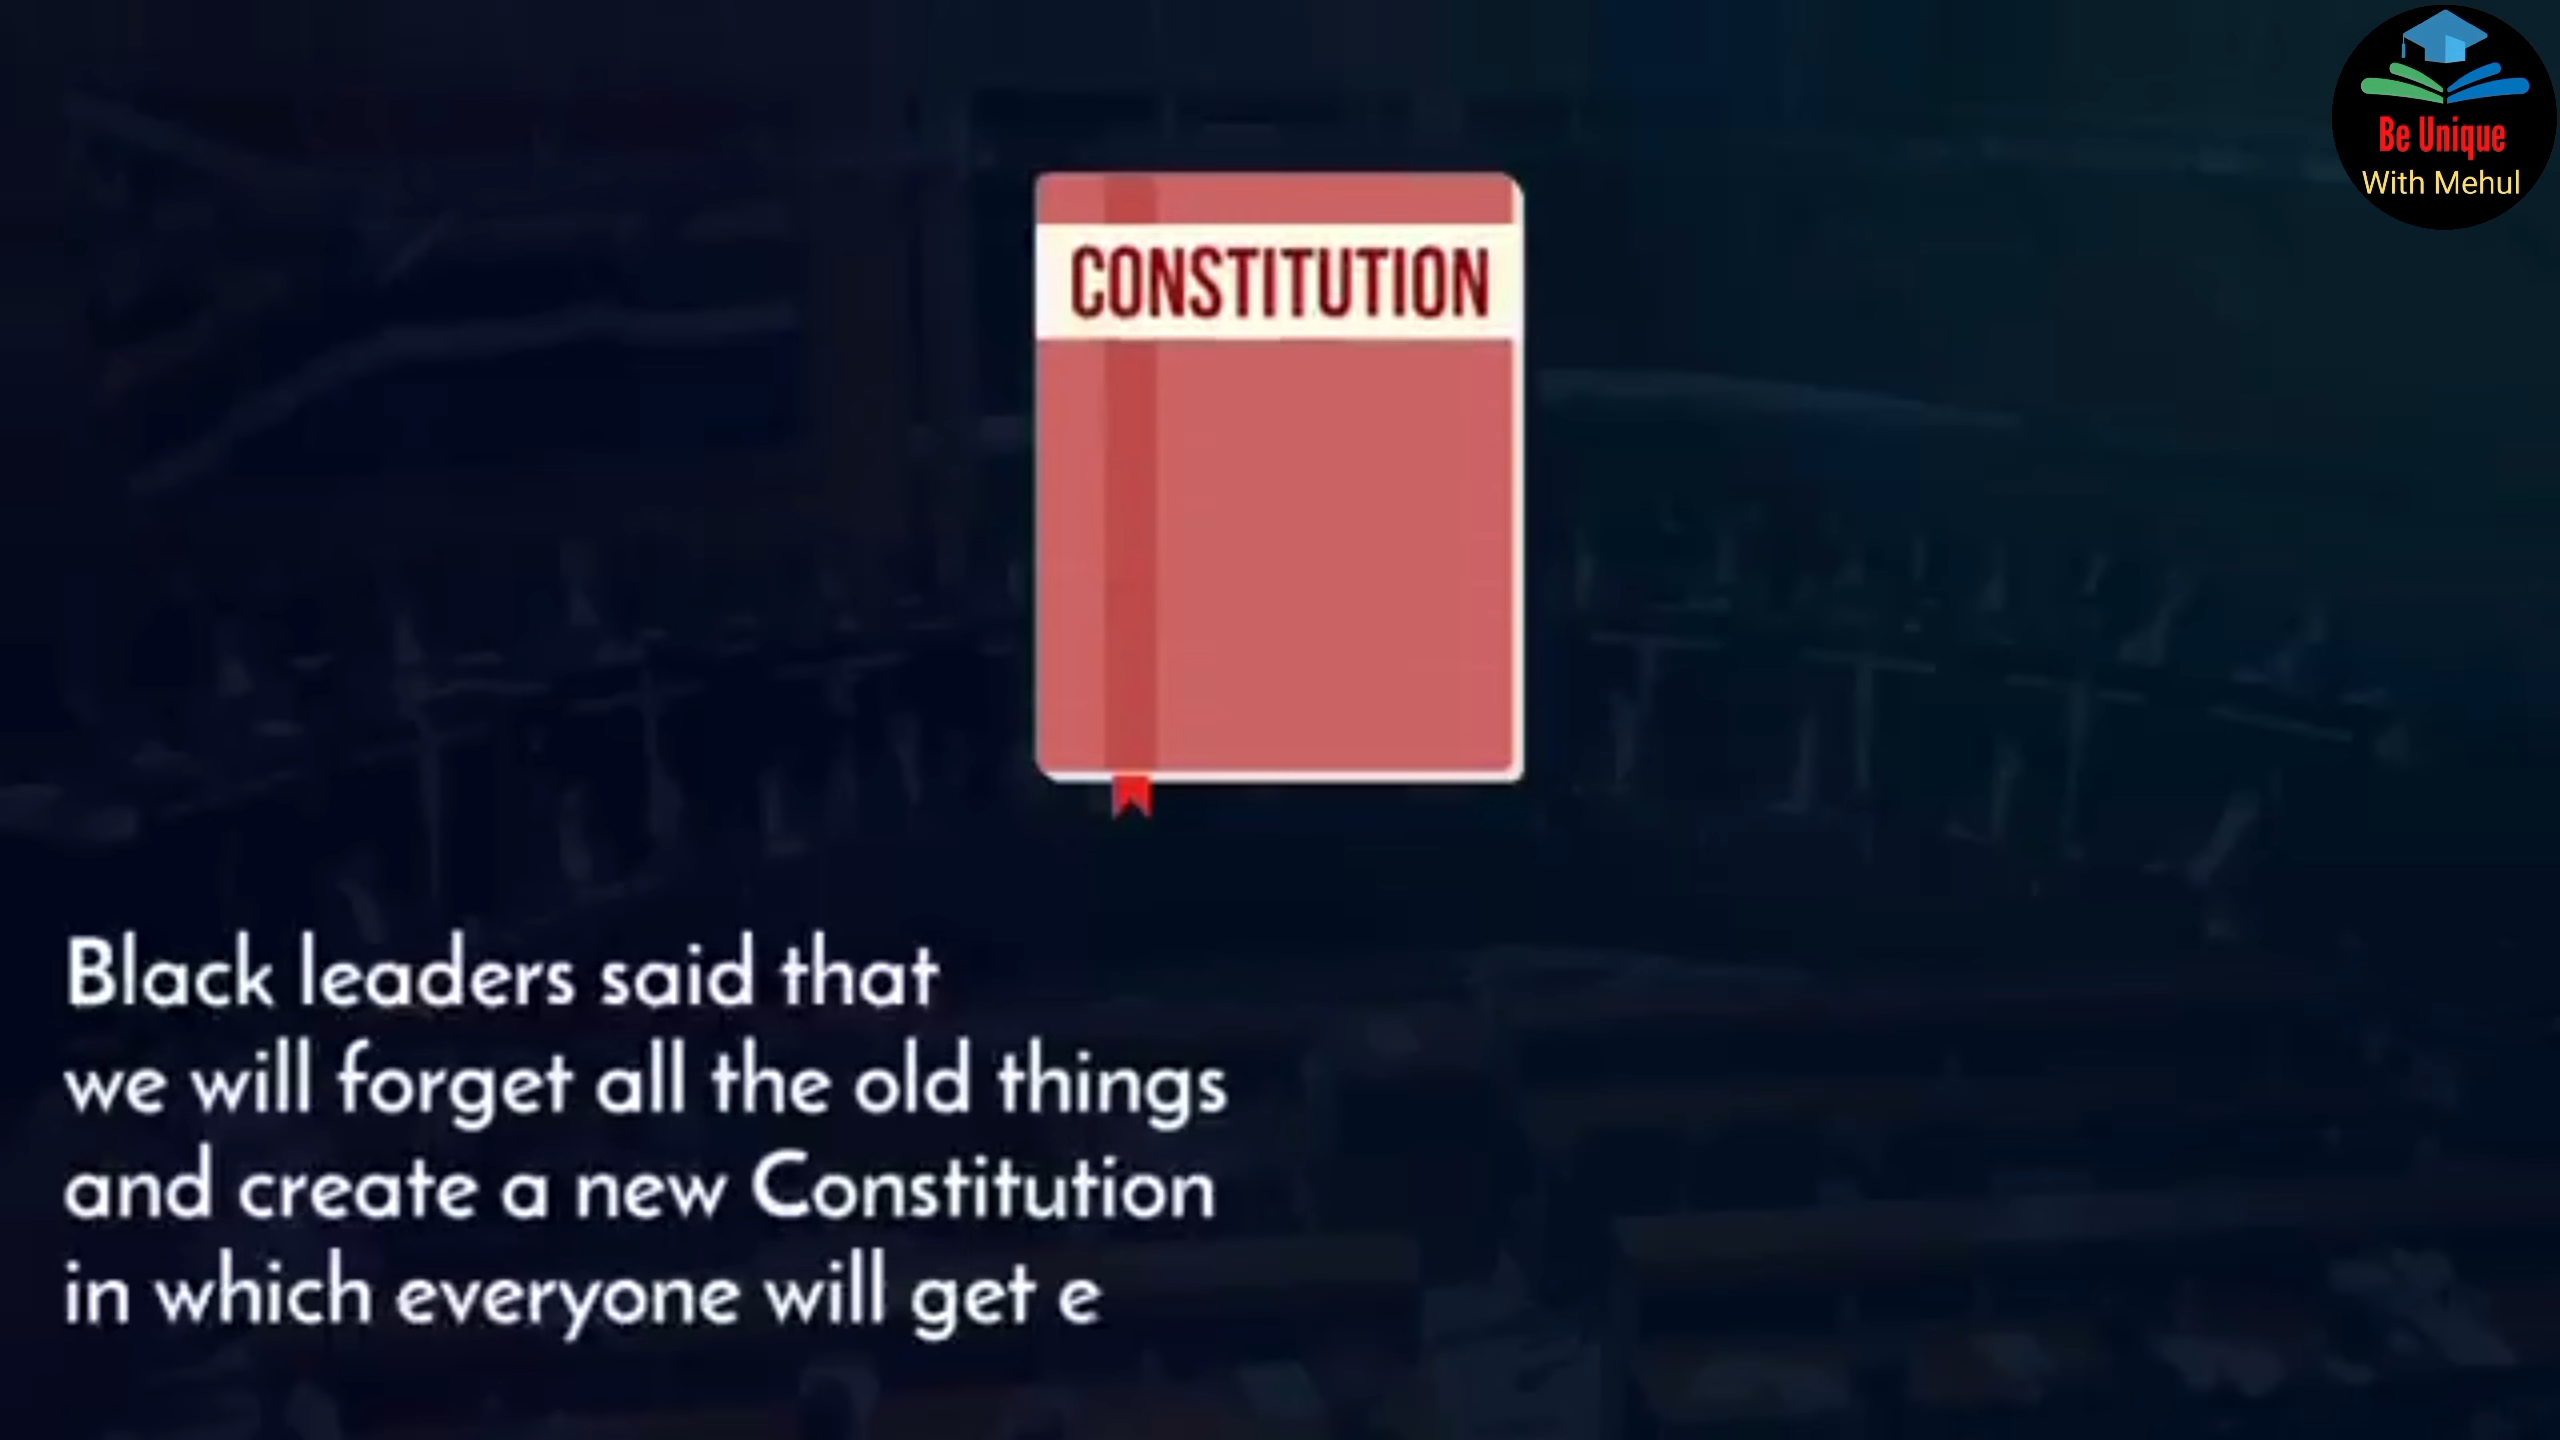 Be Unique
With Mehul
CONSTITUTION
Black leaders said that
we will forget all the old things
and create a new Constitution
in which everyone will get e